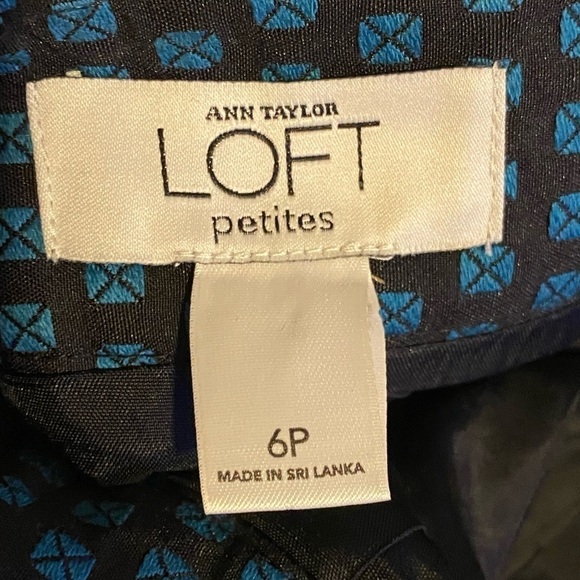 ANN TAYLOR
LOFT
petites
6P
MADE IN SRI LANKA